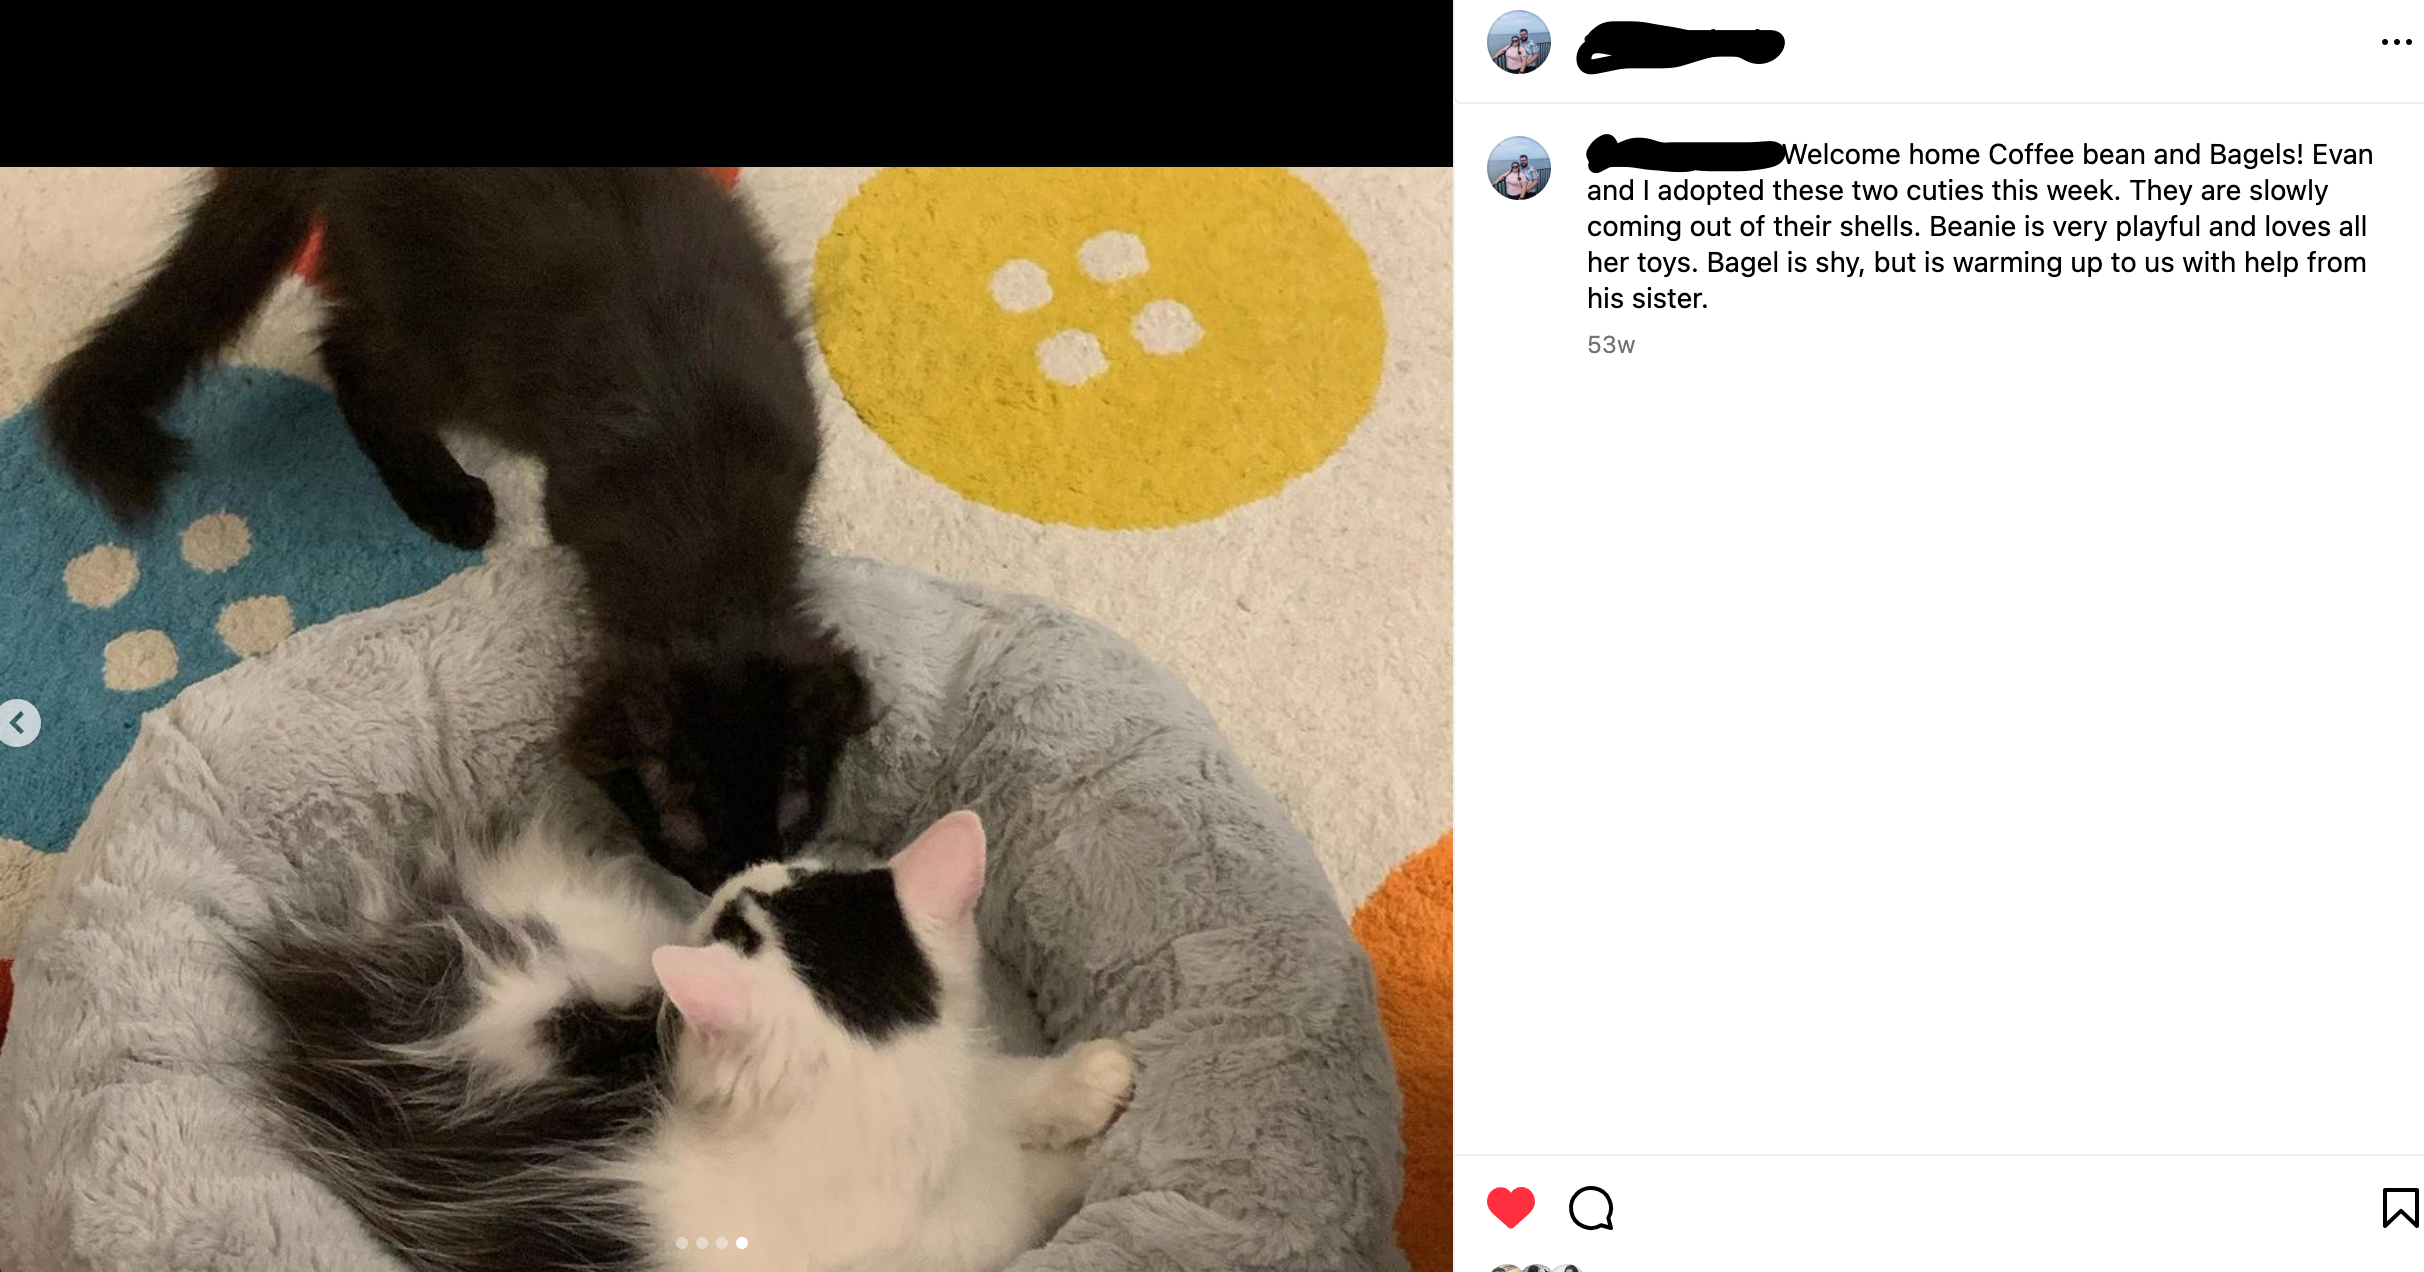 Welcome home Coffee bean and Bagels! Evan
and I adopted these two cuties this week. They are slowly
coming out of their shells. Beanie is very playful and loves all
her toys. Bagel is shy, but is warming up to us with help from
his sister.
53w